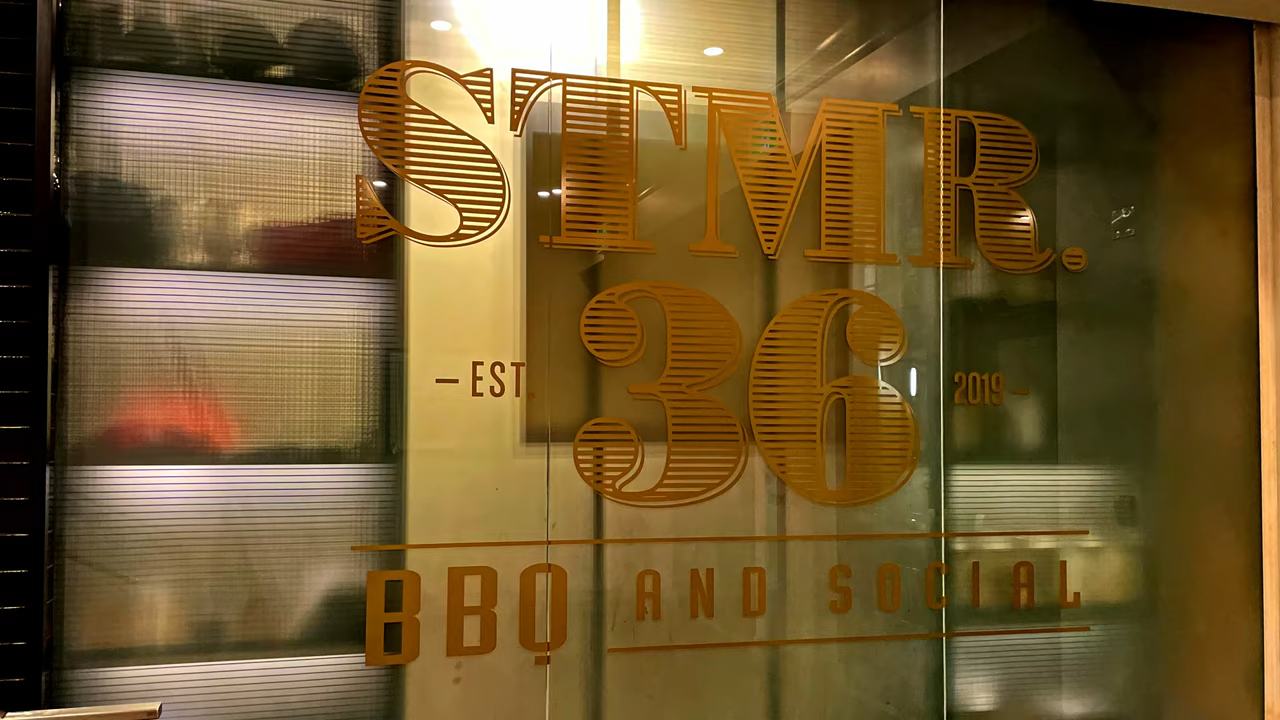 STMR.
36
— EST. 2019 —
BBQ AND SOCIAL